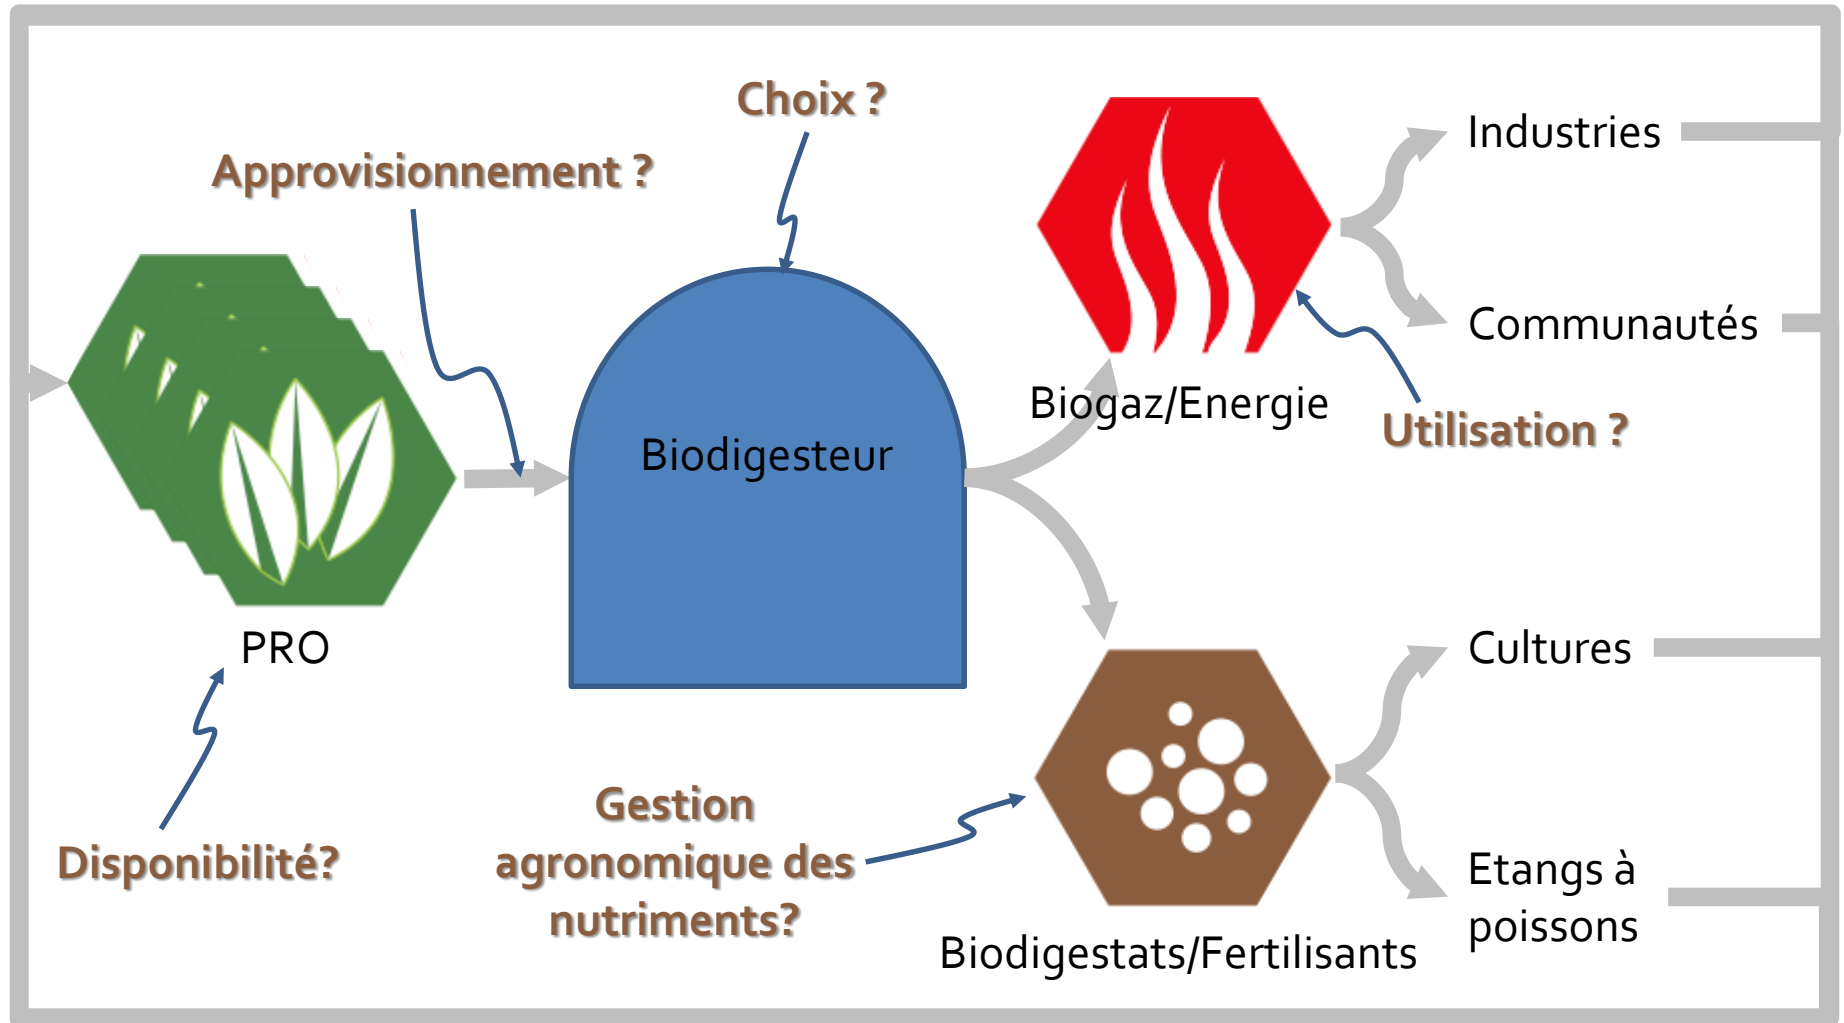 Choix ?
Approvisionnement ?
Industries
Communautés
Biogaz/Energie
Utilisation ?
Biodigesteur
PRO
Cultures
Disponibilité?
Gestion
agronomique des
nutriments?
Etangs à
poissons
Biodigestats/Fertilisants